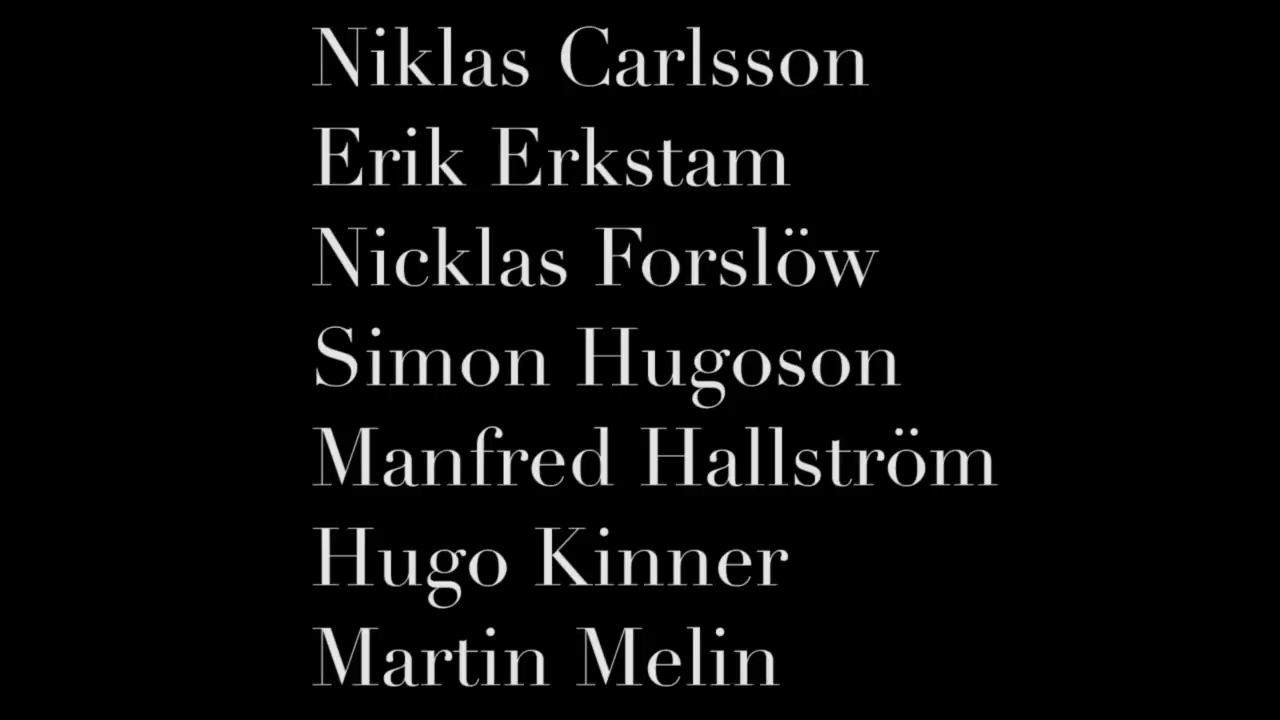 Niklas Carlsson
Erik Erkstam
Nicklas Forslöw
Simon Hugoson
Manfred Hallström
Hugo Kinner
Martin Melin